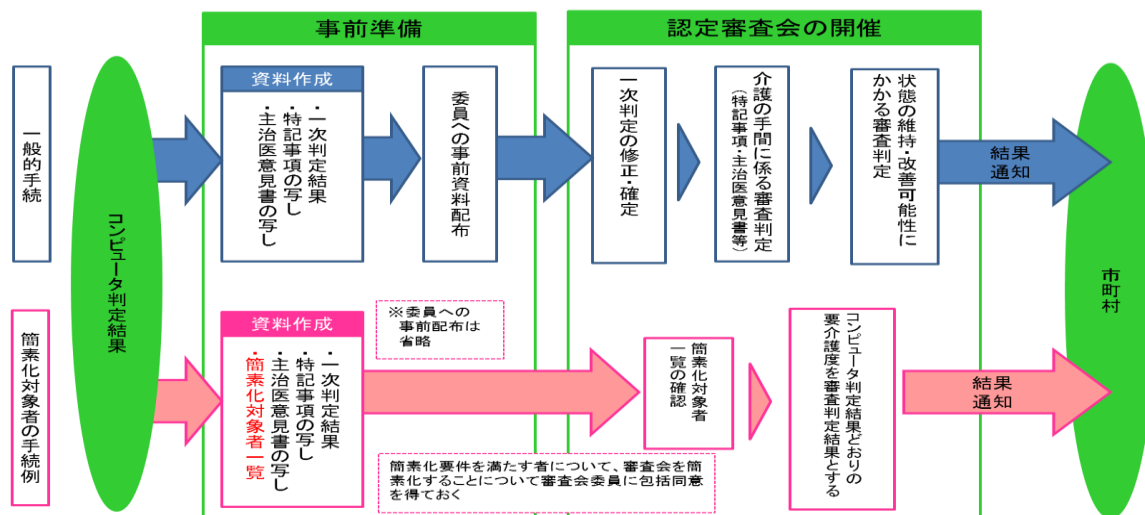 事前準備
認定審査会の開催
一般的手続
コンピュータ判定結果
資料作成
・一次判定結果
・特記事項の写し
・主治医意見書の写し
委員への事前資料配布
一次判定の修正・確定
介護の手間に係る審査判定
(特記事項・主治医意見書等)
状態の維持・改善可能性に
かかる審査判定
結果
通知
市町村
簡素化対象者の手続例
資料作成
・一次判定結果
・特記事項の写し
・主治医意見書の写し
・簡素化対象者一覧
※委員への
事前配布は
省略
簡素化対象者
一覧の確認
コンピュータ判定結果どおりの
要介護度を審査判定結果とする
結果
通知
簡素化要件を満たす者について、審査会を簡
素化することについて審査会委員に包括同意
を得ておく